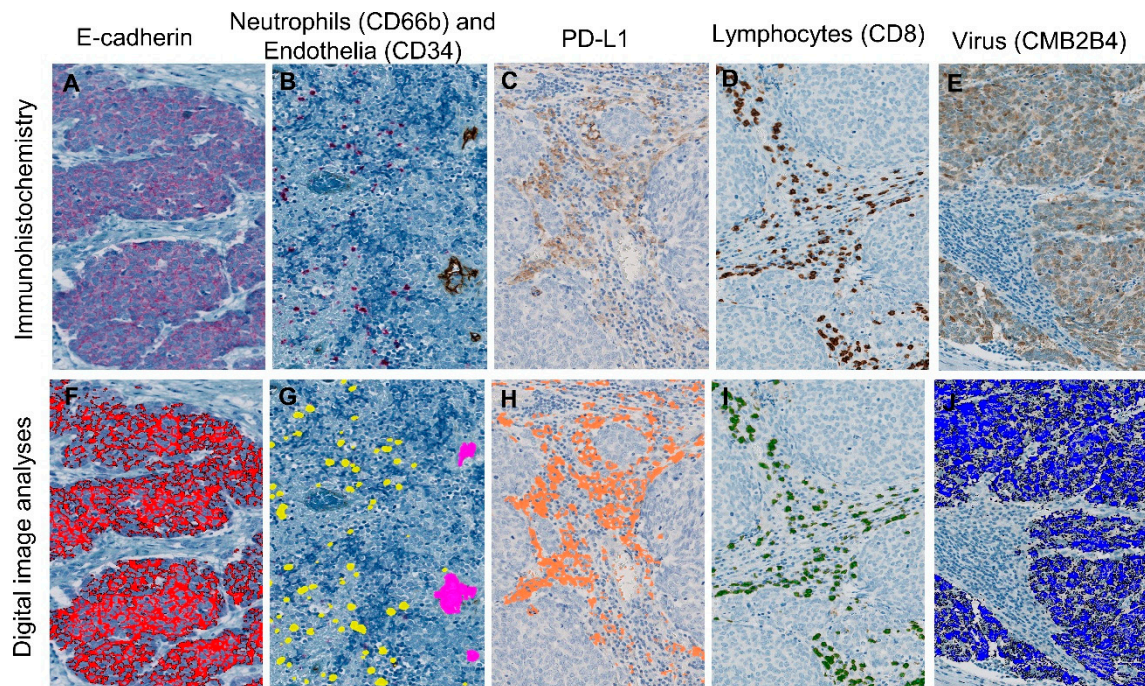 E-cadherin
Neutrophils (CD66b) and
Endothelia (CD34)
PD-L1
Lymphocytes (CD8)
Virus (CMB2B4)
Immunohistochemistry
A
B
C
D
E
Digital image analyses
F
G
H
I
J